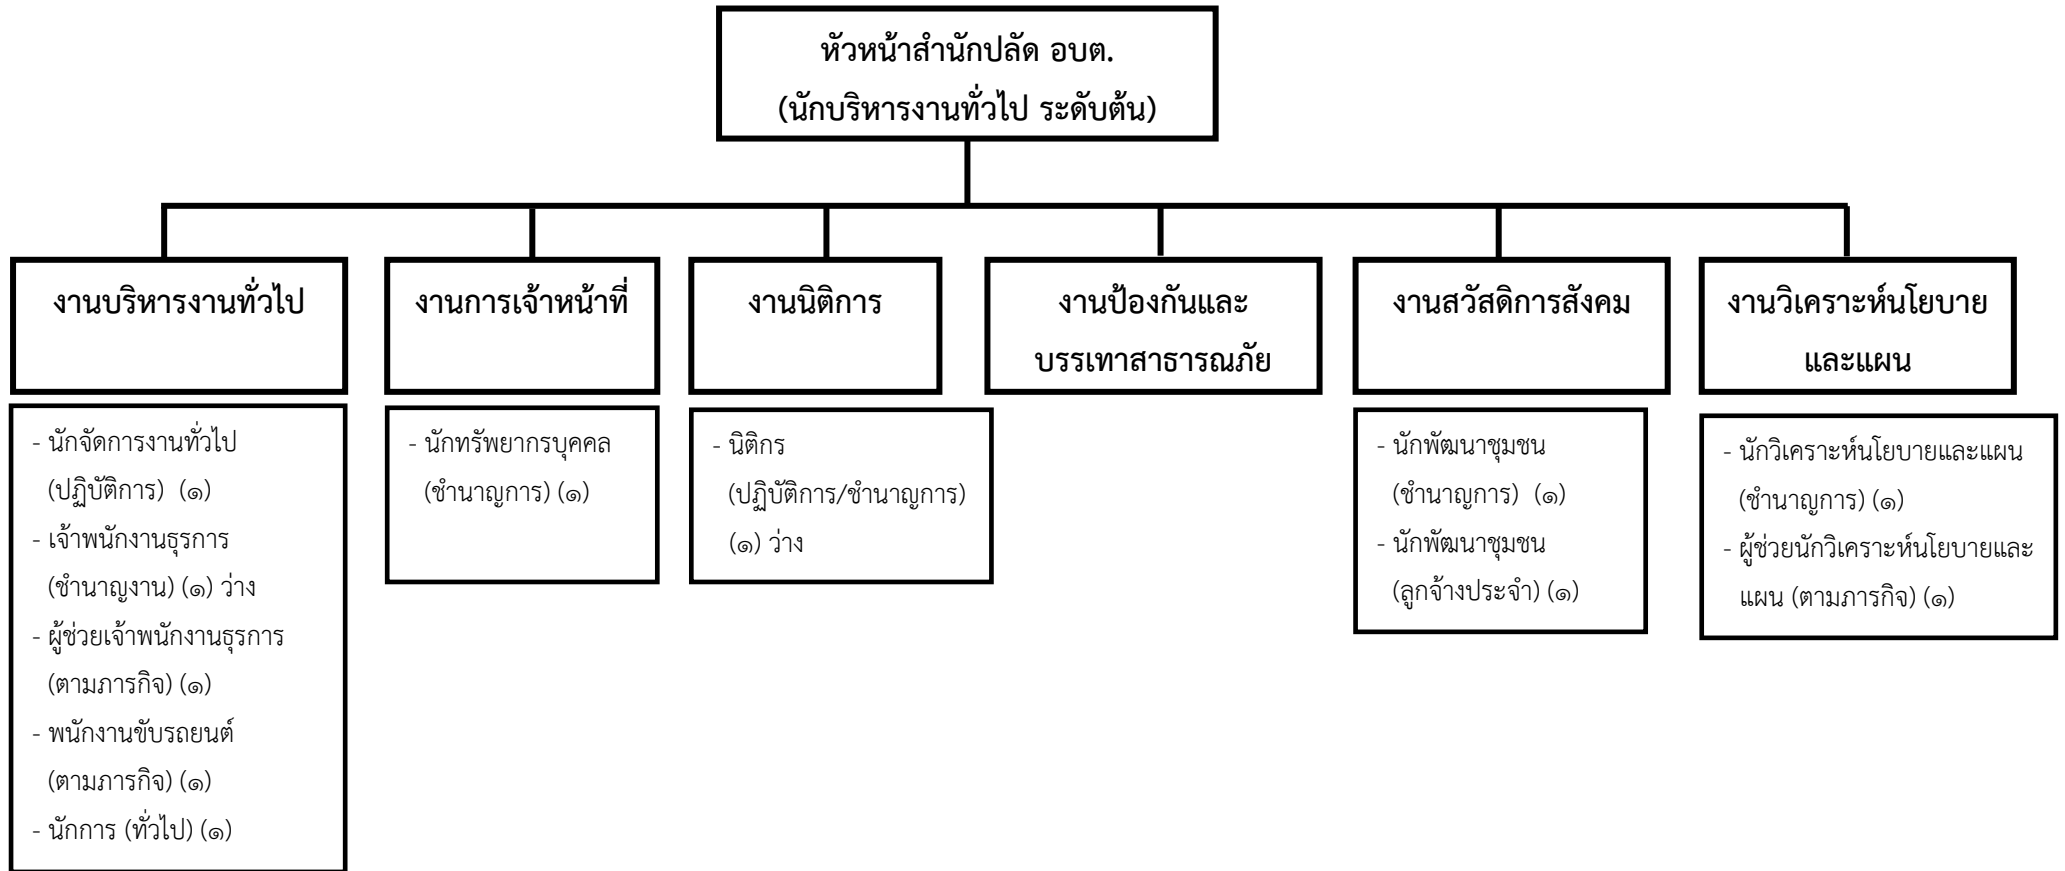 หัวหน้าสำนักปลัด อบต.
(นักบริหารงานทั่วไป ระดับต้น)
งานบริหารงานทั่วไป
งานการเจ้าหน้าที่
งานนิติการ
งานป้องกันและ
บรรเทาสาธารณภัย
งานสวัสดิการสังคม
งานวิเคราะห์นโยบาย
และแผน
- นักจัดการงานทั่วไป
(ปฏิบัติการ) (๑)
- เจ้าพนักงานธุรการ
(ชำนาญงาน) (๑) ว่าง
- ผู้ช่วยเจ้าพนักงานธุรการ
(ตามภารกิจ) (๑)
- พนักงานขับรถยนต์
(ตามภารกิจ) (๑)
- นักการ (ทั่วไป) (๑)
- นักทรัพยากรบุคคล
(ชำนาญการ) (๑)
- นิติกร
(ปฏิบัติการ/ชำนาญการ)
(๑) ว่าง
- นักพัฒนาชุมชน
(ชำนาญการ) (๑)
- นักพัฒนาชุมชน
(ลูกจ้างประจำ) (๑)
- นักวิเคราะห์นโยบายและแผน
(ชำนาญการ) (๑)
- ผู้ช่วยนักวิเคราะห์นโยบายและ
แผน (ตามภารกิจ) (๑)